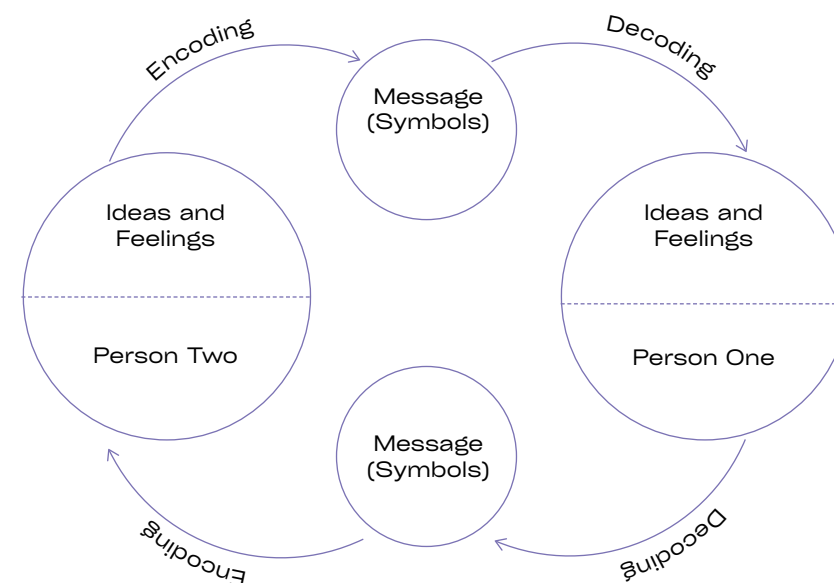 Encoding
Decoding
Message
(Symbols)
Ideas and
Feelings
Person Two
Ideas and
Feelings
Person One
Message
(Symbols)
Encoding
Decoding